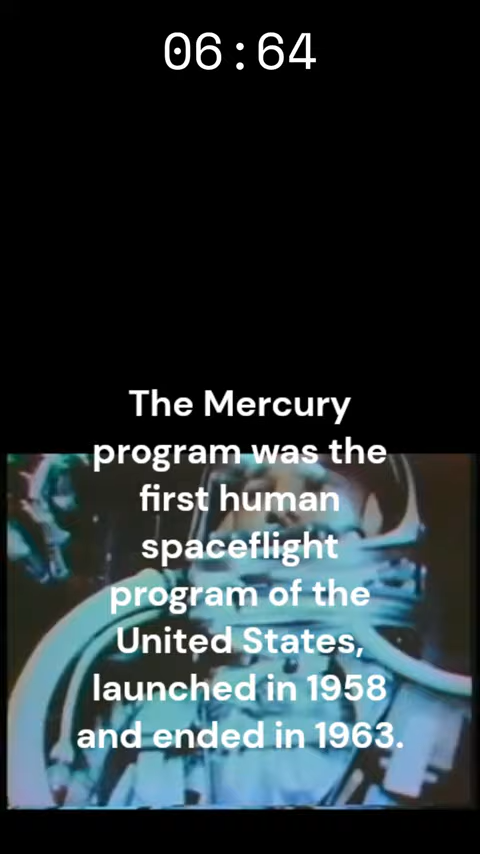 06:64
The Mercury
program was the
first human
spaceflight
program of the
United States,
launched in 1958
and ended in 1963.